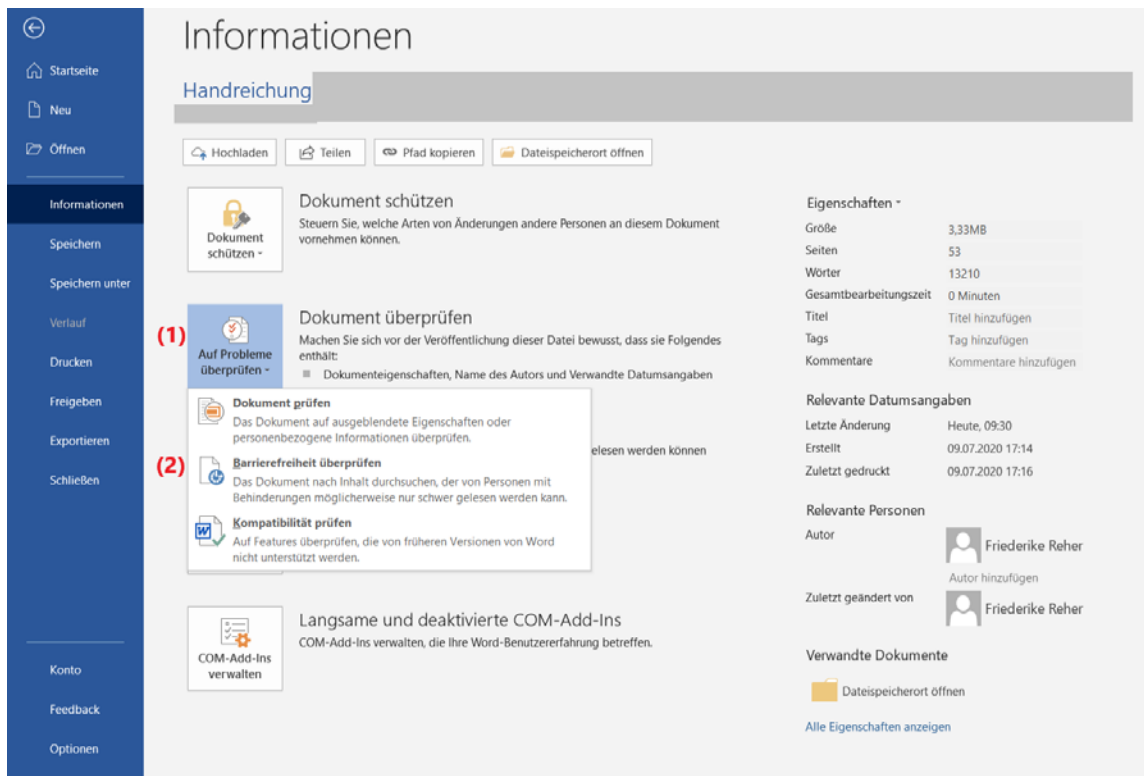 Informationen
Startseite
Neu
Öffnen
Informationen
Speichern
Speichern unter
Verlauf
Drucken
Freigeben
Exportieren
Schließen
Konto
Feedback
Optionen
Handreichung
Hochladen
Teilen
Pfad kopieren
Dateispeicherort öffnen
Dokument
schützen
Dokument schützen
Steuern Sie, welche Arten von Änderungen andere Personen an diesem Dokument
vornehmen können.
(1)
Auf Probleme
überprüfen
Dokument überprüfen
Machen Sie sich vor der Veröffentlichung dieser Datei bewusst, dass sie Folgendes
enthält:
Dokumenteigenschaften, Name des Autors und Verwandte Datumsangaben
Dokument prüfen
Das Dokument auf ausgeblendete Eigenschaften oder
personenbezogene Informationen überprüfen.
elesen werden können
(2)
Barrierefreiheit überprüfen
Das Dokument nach Inhalt durchsuchen, der von Personen mit
Behinderungen möglicherweise nur schwer gelesen werden kann.
Kompatibilität prüfen
Auf Features überprüfen, die von früheren Versionen von Word
nicht unterstützt werden.
COM-Add-Ins
verwalten
Langsame und deaktivierte COM-Add-Ins
COM-Add-Ins verwalten, die Ihre Word-Benutzererfahrung betreffen.
Eigenschaften
Größe 3,33MB
Seiten 53
Wörter 13210
Gesamtbearbeitungszeit 0 Minuten
Titel Titel hinzufügen
Tags Tag hinzufügen
Kommentare Kommentare hinzufügen
Relevante Datumsangaben
Letzte Änderung Heute, 09:30
Erstellt 09.07.2020 17:14
Zuletzt gedruckt 09.07.2020 17:16
Relevante Personen
Autor
Friederike Reher
Autor hinzufügen
Zuletzt geändert von
Friederike Reher
Verwandte Dokumente
Dateispeicherort öffnen
Alle Eigenschaften anzeigen